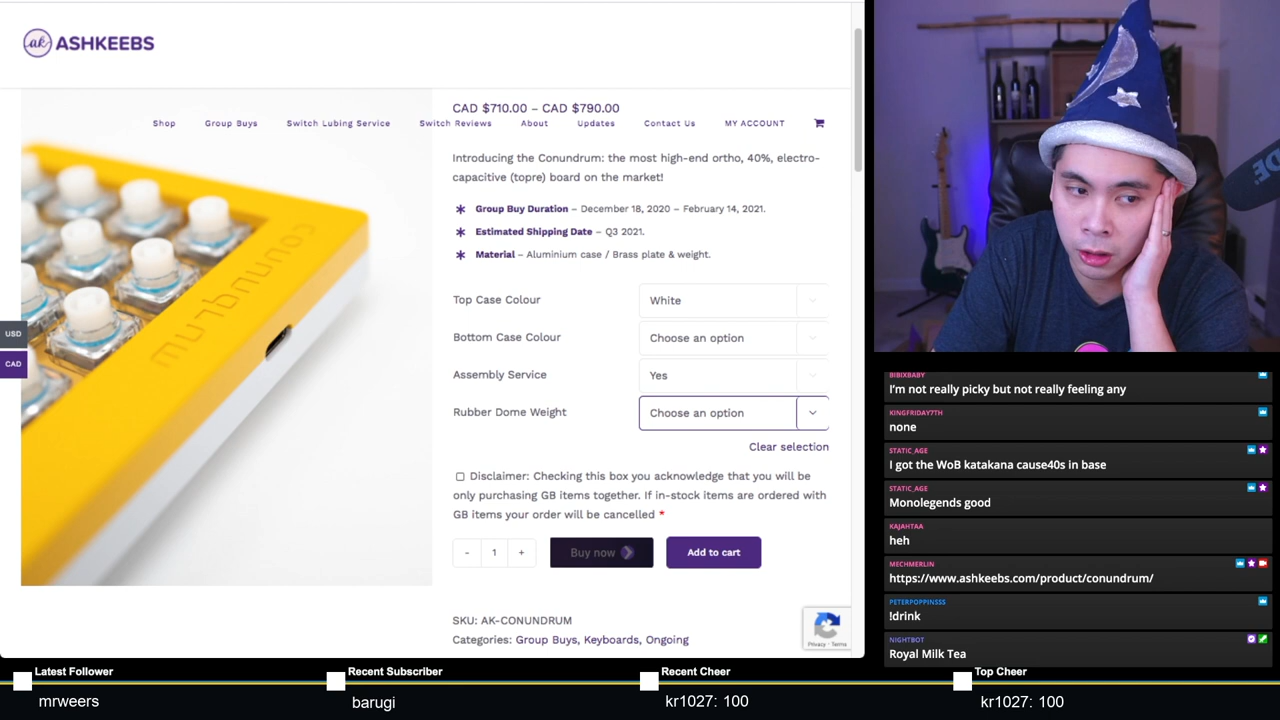 ak ASHKEEBS
CAD $710.00 – CAD $790.00
Shop Group Buys Switch Lubing Service Switch Reviews About Updates Contact Us MY ACCOUNT
Introducing the Conundrum: the most high-end ortho, 40%, electro-
capacitive (topre) board on the market!
Group Buy Duration – December 18, 2020 – February 14, 2021.
Estimated Shipping Date – Q3 2021.
Material – Aluminium case / Brass plate & weight.
Top Case Colour White
Bottom Case Colour Choose an option
Assembly Service Yes
Rubber Dome Weight Choose an option
Clear selection
Disclaimer: Checking this box you acknowledge that you will be
only purchasing GB items together. If in-stock items are ordered with
GB items your order will be cancelled *
- 1 + Buy now Add to cart
SKU: AK-CONUNDRUM
Categories: Group Buys, Keyboards, Ongoing
USD
CAD
conundrum
Privacy - Terms
BIBIXBABY
I'm not really picky but not really feeling any
KINGFRIDAY7TH
none
STATIC_AGE
I got the WoB katakana cause40s in base
STATIC_AGE
Monolegends good
KAJAHTAA
heh
MECHMERLIN
https://www.ashkeebs.com/product/conundrum/
PETERPOPPINSSS
!drink
NIGHTBOT
Royal Milk Tea
Latest Follower
mrweers
Recent Subscriber
barugi
Recent Cheer
kr1027: 100
Top Cheer
kr1027: 100